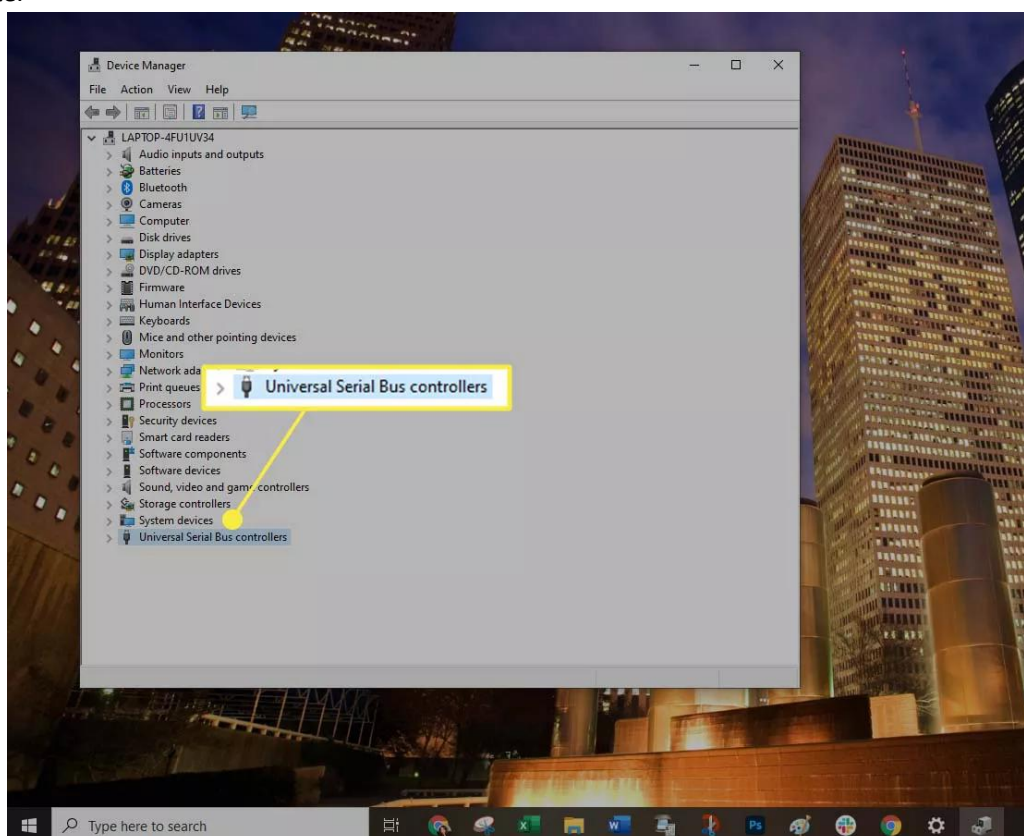 Device Manager
File Action View Help
LAPTOP-4FU1UV34
Audio inputs and outputs
Batteries
Bluetooth
Cameras
Computer
Disk drives
Display adapters
DVD/CD-ROM drives
Firmware
Human Interface Devices
Keyboards
Mice and other pointing devices
Monitors
Network ada
Universal Serial Bus controllers
Print queues
Processors
Security devices
Smart card readers
Software components
Software devices
Sound, video and game controllers
Storage controllers
System devices
Universal Serial Bus controllers
Type here to search